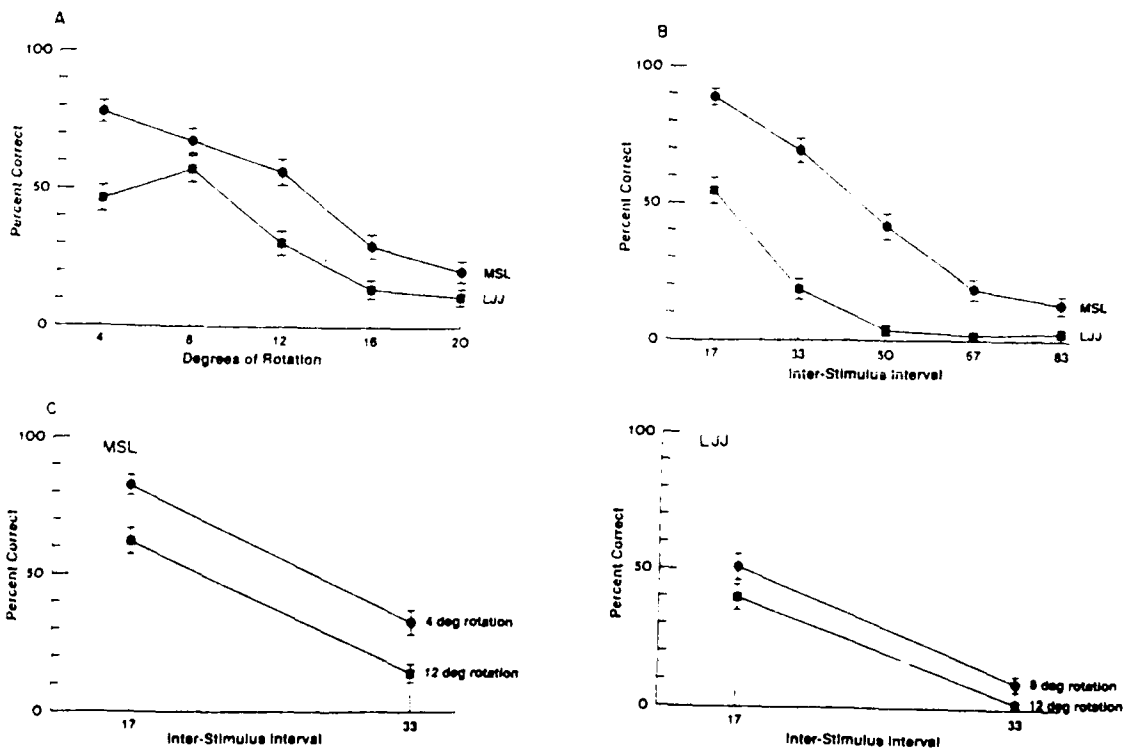 A
100
50
0
Percent Correct
MSL
LJJ
4 8 12 16 20
Degrees of Rotation
B
100
50
0
Percent Correct
MSL
LJJ
17 33 50 67 83
Inter-Stimulus Interval
C
MSL
100
50
0
Percent Correct
4 deg rotation
12 deg rotation
17 33
Inter-Stimulus Interval
LJJ
100
50
0
Percent Correct
8 deg rotation
12 deg rotation
17 33
Inter-Stimulus Interval